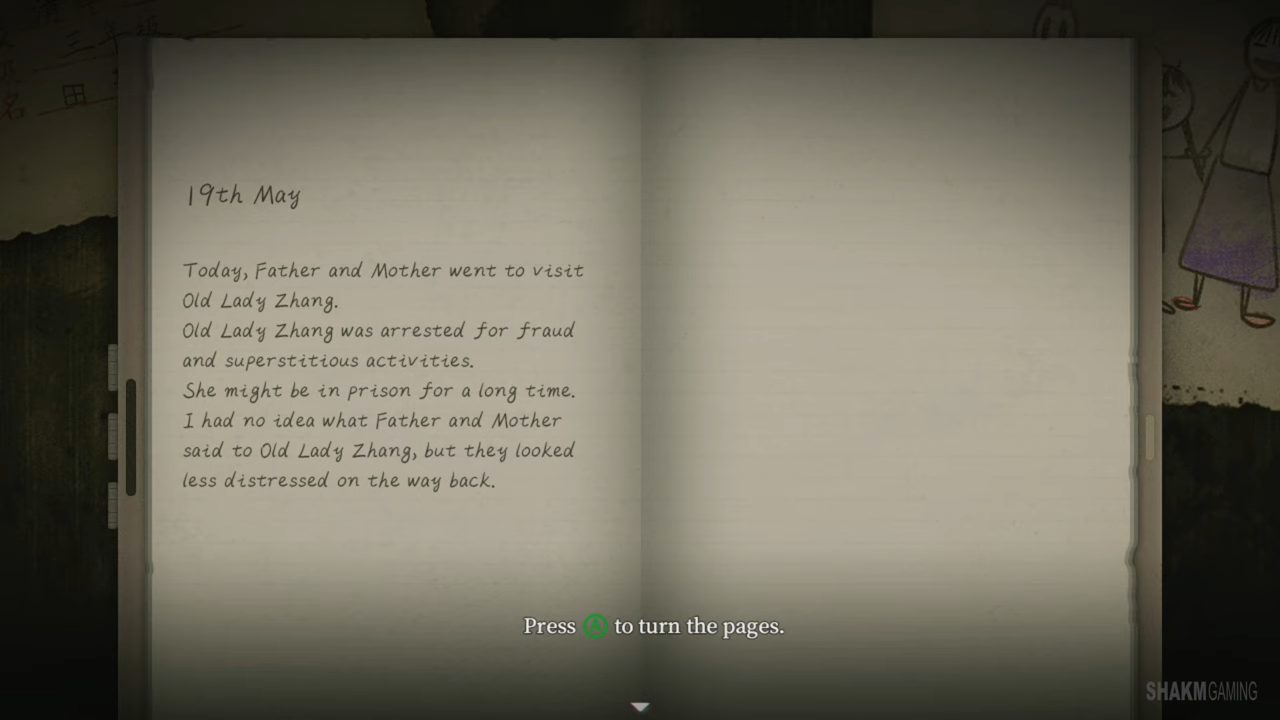 三年
名
19th May
Today, Father and Mother went to visit
Old Lady Zhang.
Old Lady Zhang was arrested for fraud
and superstitious activities.
She might be in prison for a long time.
I had no idea what Father and Mother
said to Old Lady Zhang, but they looked
less distressed on the way back.
Press A to turn the pages.
SHAKMGAMING